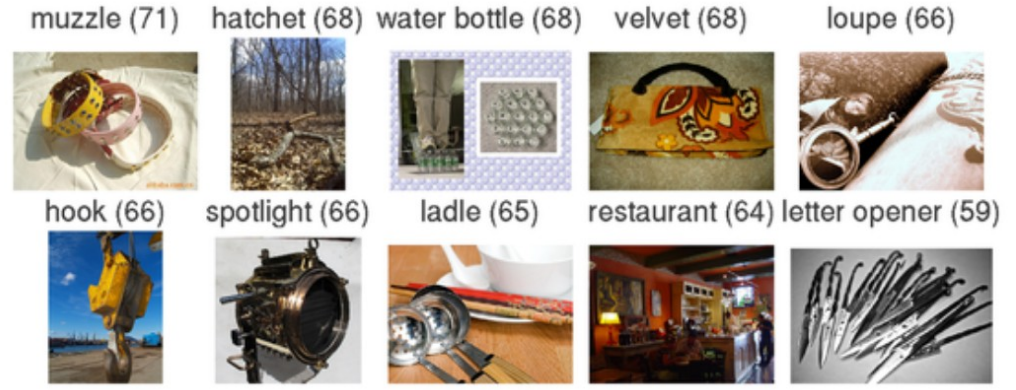 muzzle (71) hatchet (68) water bottle (68) velvet (68) loupe (66)
hook (66) spotlight (66) ladle (65) restaurant (64) letter opener (59)